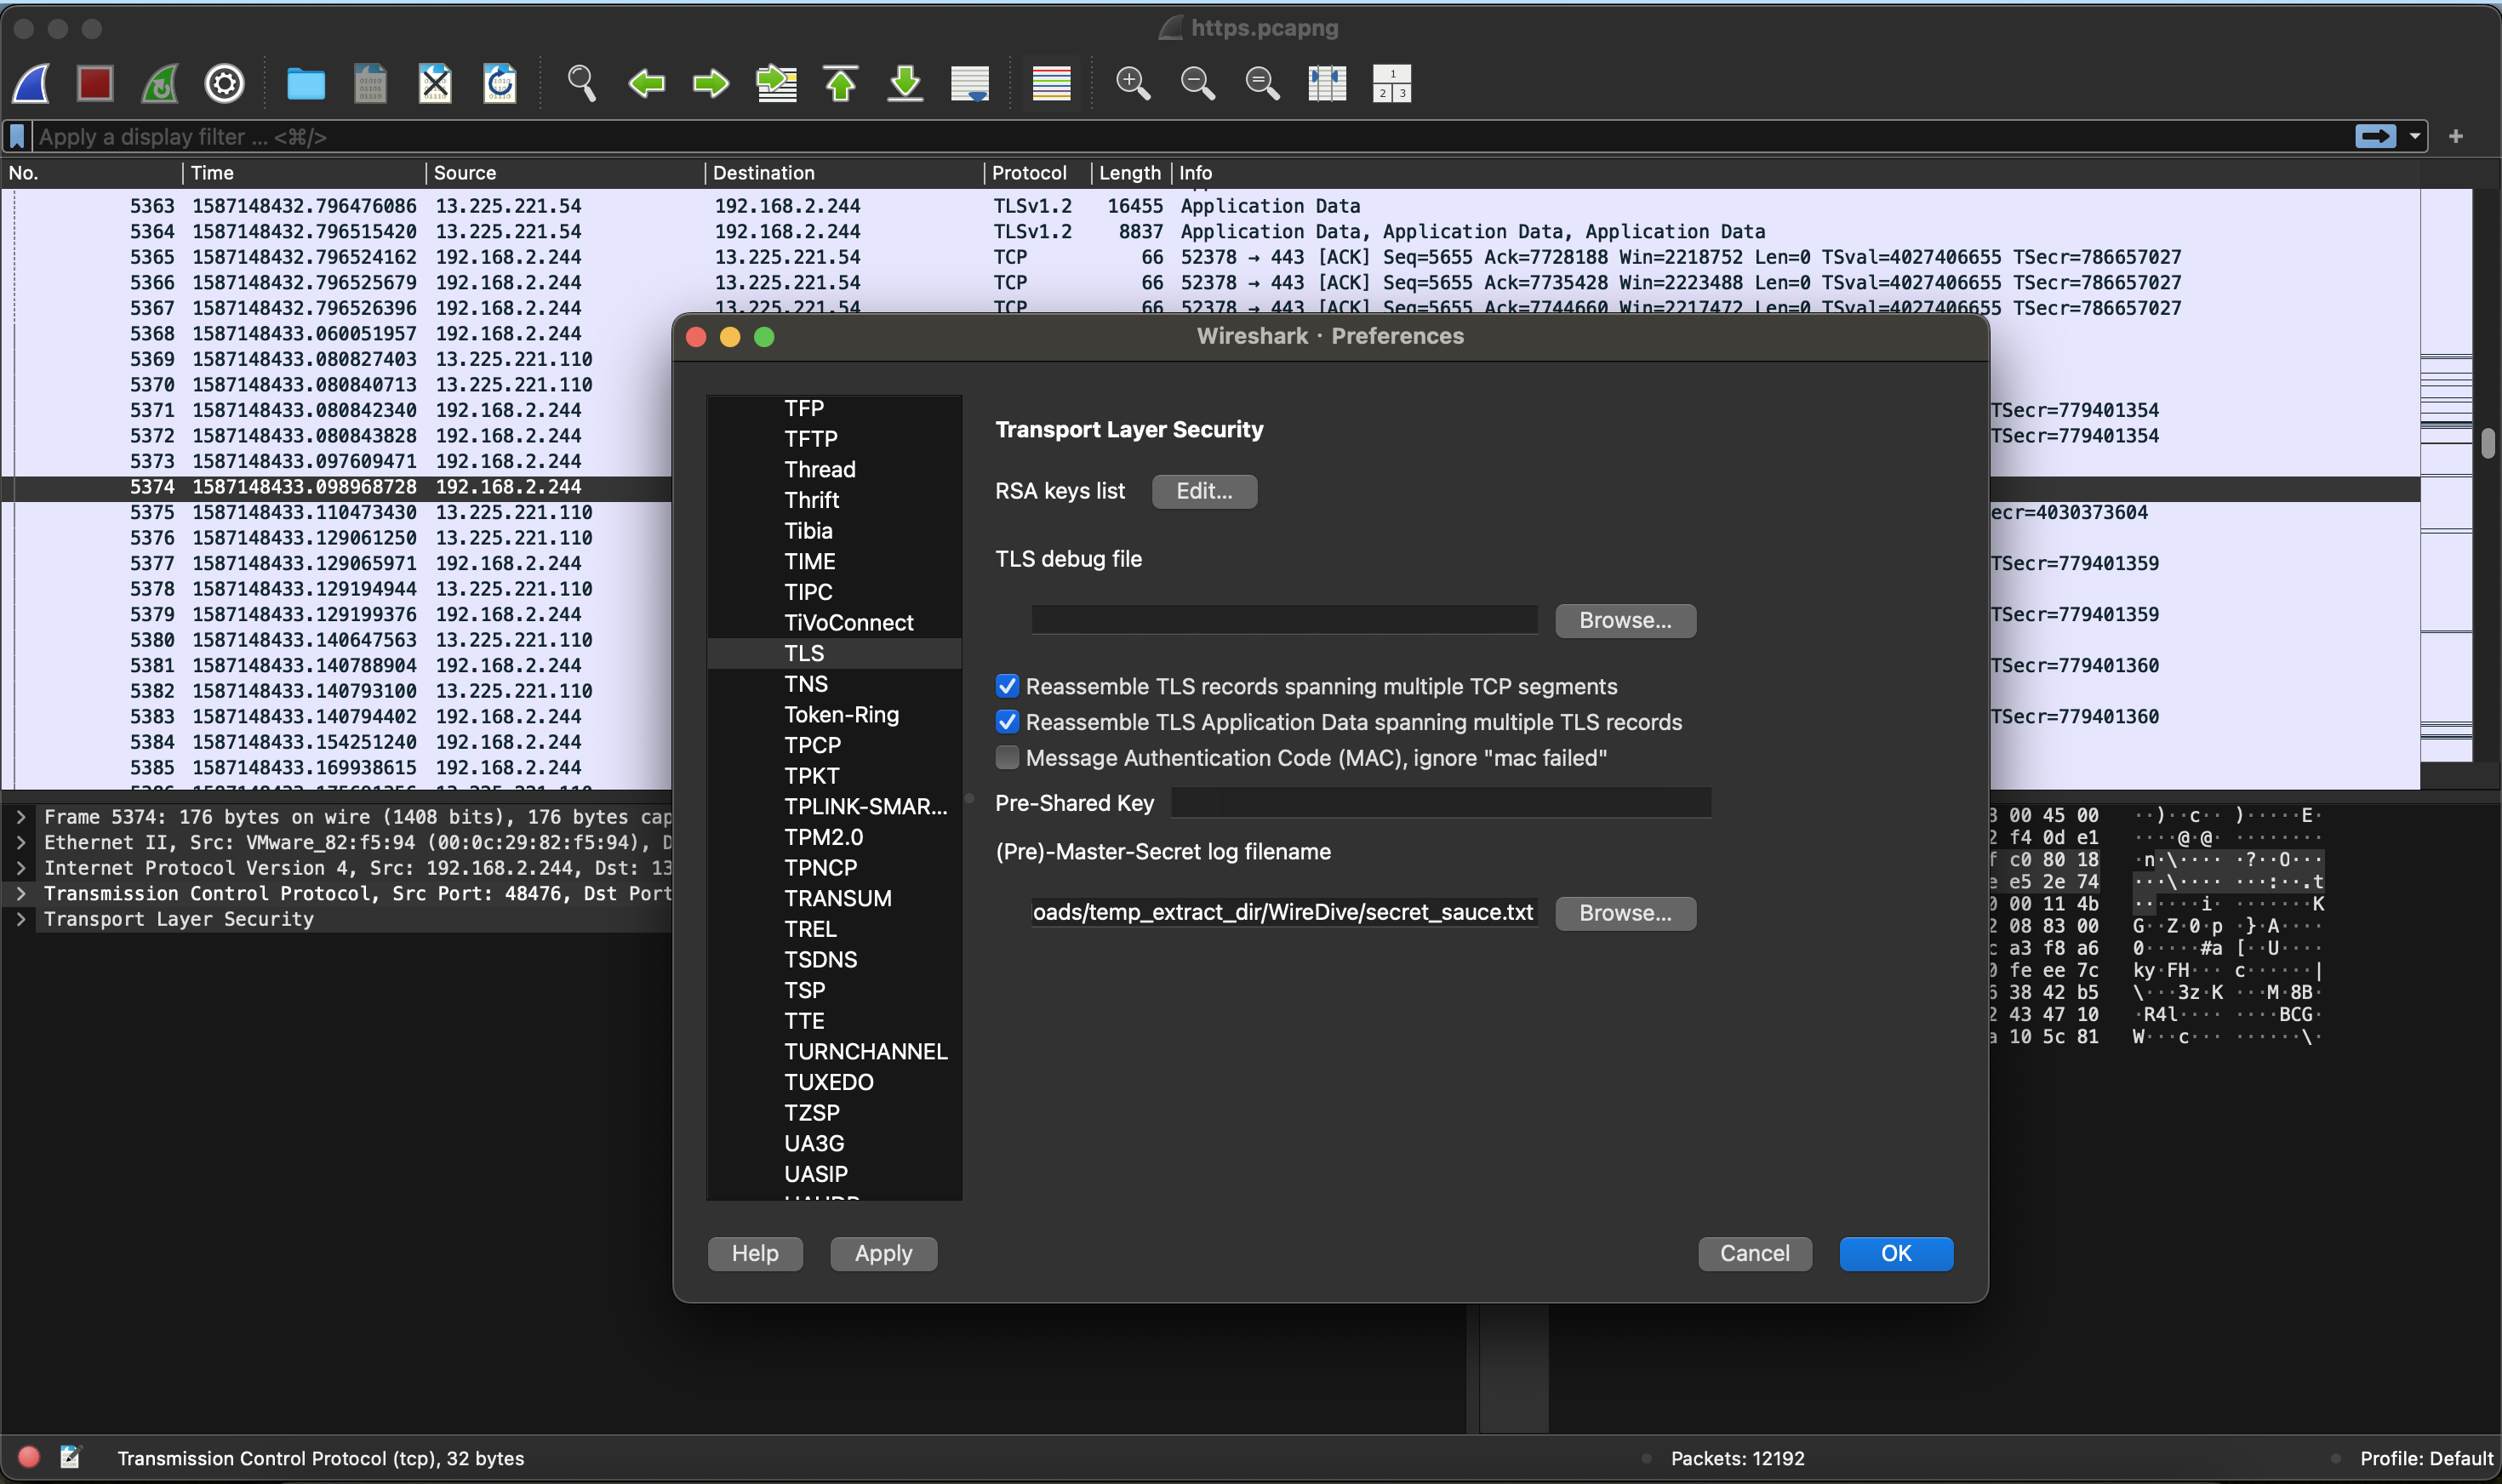 https.pcapng
Apply a display filter ... <⌘/>
No. Time Source Destination Protocol Length Info
5363 1587148432.796476086 13.225.221.54 192.168.2.244 TLSv1.2 16455 Application Data
5364 1587148432.796515420 13.225.221.54 192.168.2.244 TLSv1.2 8837 Application Data, Application Data, Application Data
5365 1587148432.796524162 192.168.2.244 13.225.221.54 TCP 66 52378 → 443 [ACK] Seq=5655 Ack=7728188 Win=2218752 Len=0 TSval=4027406655 TSecr=786657027
5366 1587148432.796525679 192.168.2.244 13.225.221.54 TCP 66 52378 → 443 [ACK] Seq=5655 Ack=7735428 Win=2223488 Len=0 TSval=4027406655 TSecr=786657027
5367 1587148432.796526396 192.168.2.244 13.225.221.54 TCP 66 52378 → 443 [ACK] Seq=5655 Ack=7744660 Win=2217472 Len=0 TSval=4027406655 TSecr=786657027
5368 1587148433.060051957 192.168.2.244
5369 1587148433.080827403 13.225.221.110
5370 1587148433.080840713 13.225.221.110
5371 1587148433.080842340 192.168.2.244 TSecr=779401354
5372 1587148433.080843828 192.168.2.244 TSecr=779401354
5373 1587148433.097609471 192.168.2.244
5374 1587148433.098968728 192.168.2.244
5375 1587148433.110473430 13.225.221.110 ecr=4030373604
5376 1587148433.129061250 13.225.221.110
5377 1587148433.129065971 192.168.2.244 TSecr=779401359
5378 1587148433.129194944 13.225.221.110
5379 1587148433.129199376 192.168.2.244 TSecr=779401359
5380 1587148433.140647563 13.225.221.110
5381 1587148433.140788904 192.168.2.244 TSecr=779401360
5382 1587148433.140793100 13.225.221.110
5383 1587148433.140794402 192.168.2.244 TSecr=779401360
5384 1587148433.154251240 192.168.2.244
5385 1587148433.169938615 192.168.2.244
Wireshark · Preferences
TFP
TFTP
Thread
Thrift
Tibia
TIME
TIPC
TiVoConnect
TLS
TNS
Token-Ring
TPCP
TPKT
TPLINK-SMAR...
TPM2.0
TPNCP
TRANSUM
TREL
TSDNS
TSP
TTE
TURNCHANNEL
TUXEDO
TZSP
UA3G
UASIP
Transport Layer Security
RSA keys list Edit...
TLS debug file
Browse...
Reassemble TLS records spanning multiple TCP segments
Reassemble TLS Application Data spanning multiple TLS records
Message Authentication Code (MAC), ignore "mac failed"
Pre-Shared Key
(Pre)-Master-Secret log filename
oads/temp_extract_dir/WireDive/secret_sauce.txt Browse...
Help Apply Cancel OK
Frame 5374: 176 bytes on wire (1408 bits), 176 bytes cap
Ethernet II, Src: VMware_82:f5:94 (00:0c:29:82:f5:94), D
Internet Protocol Version 4, Src: 192.168.2.244, Dst: 13
Transmission Control Protocol, Src Port: 48476, Dst Port
Transport Layer Security
00 45 00 ··)··c·· )·····E·
f4 0d e1 ····@·@· ········
c0 80 18 ·n·\···· ·?··O···
e5 2e 74 ···\···· ···:··.t
00 11 4b ······i· ·······K
08 83 00 G··Z·0·p ·}·A····
a3 f8 a6 0·····#a [··U····
fe ee 7c ky·FH··· c······|
38 42 b5 \···3z·K ···M·8B·
43 47 10 ·R4l···· ····BCG·
10 5c 81 W···c··· ······\·
Transmission Control Protocol (tcp), 32 bytes
Packets: 12192
Profile: Default